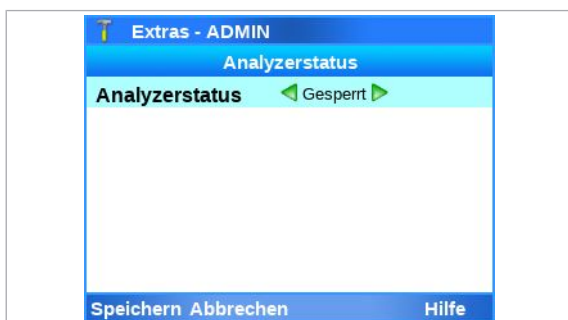 Extras - ADMIN
Analyzerstatus
Analyzerstatus Gesperrt
Speichern Abbrechen Hilfe